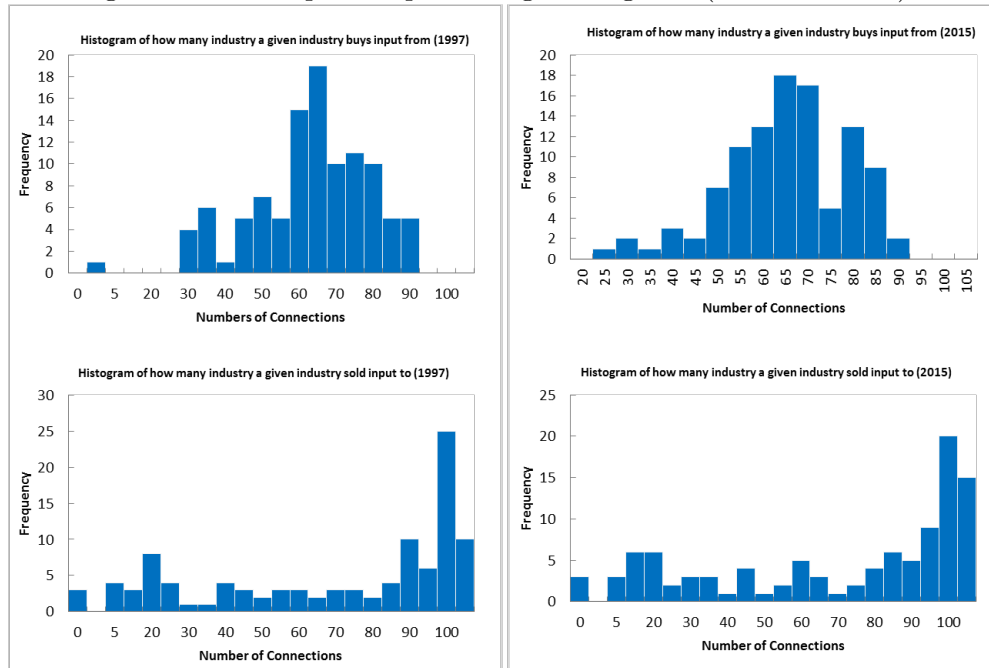 Histogram of how many industry a given industry buys input from (1997)
20
18
16
14
12
10
8
6
4
2
0
Frequency
0 5 20 30 40 50 60 70 80 90 100
Numbers of Connections
Histogram of how many industry a given industry buys input from (2015)
20
18
16
14
12
10
8
6
4
2
0
Frequency
20 25 30 35 40 45 50 55 60 65 70 75 80 85 90 95 100 105
Number of Connections
Histogram of how many industry a given industry sold input to (1997)
30
25
20
15
10
5
0
Frequency
0 5 20 30 40 50 60 70 80 90 100
Number of Connections
Histogram of how many industry a given industry sold input to (2015)
25
20
15
10
5
0
Frequency
0 5 20 30 40 50 60 70 80 90 100
Number of Connections